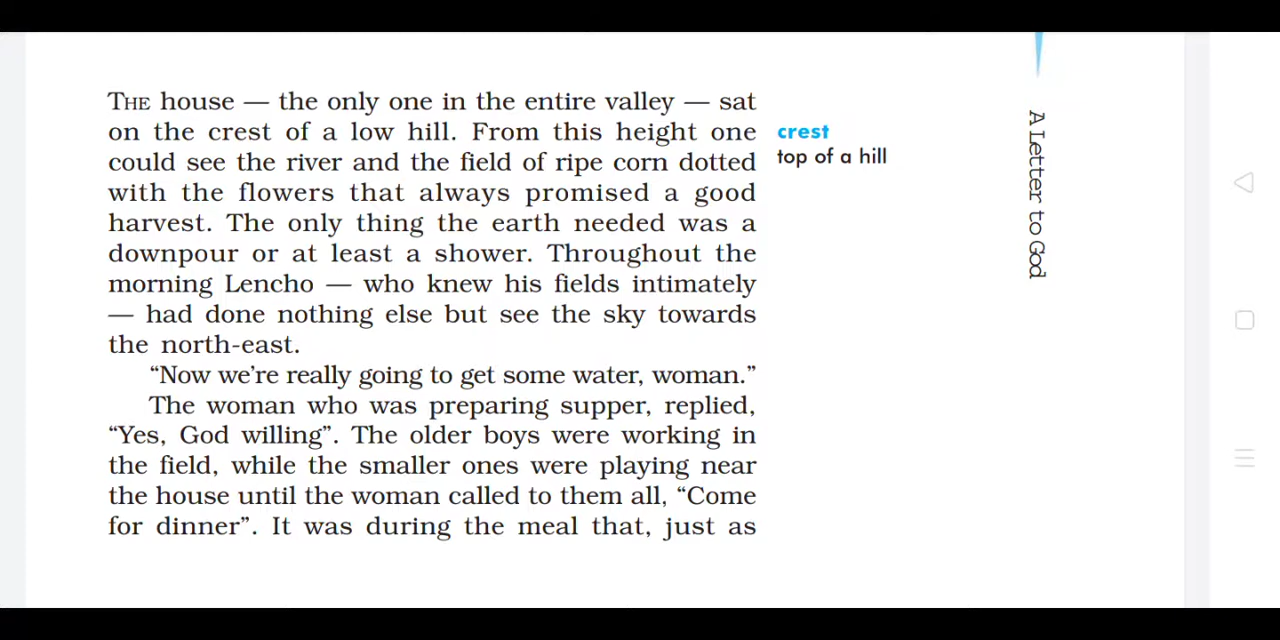 THE house — the only one in the entire valley — sat
on the crest of a low hill. From this height one
could see the river and the field of ripe corn dotted
with the flowers that always promised a good
harvest. The only thing the earth needed was a
downpour or at least a shower. Throughout the
morning Lencho — who knew his fields intimately
— had done nothing else but see the sky towards
the north-east.
“Now we’re really going to get some water, woman.”
The woman who was preparing supper, replied,
“Yes, God willing”. The older boys were working in
the field, while the smaller ones were playing near
the house until the woman called to them all, “Come
for dinner”. It was during the meal that, just as
crest
top of a hill
A Letter to God